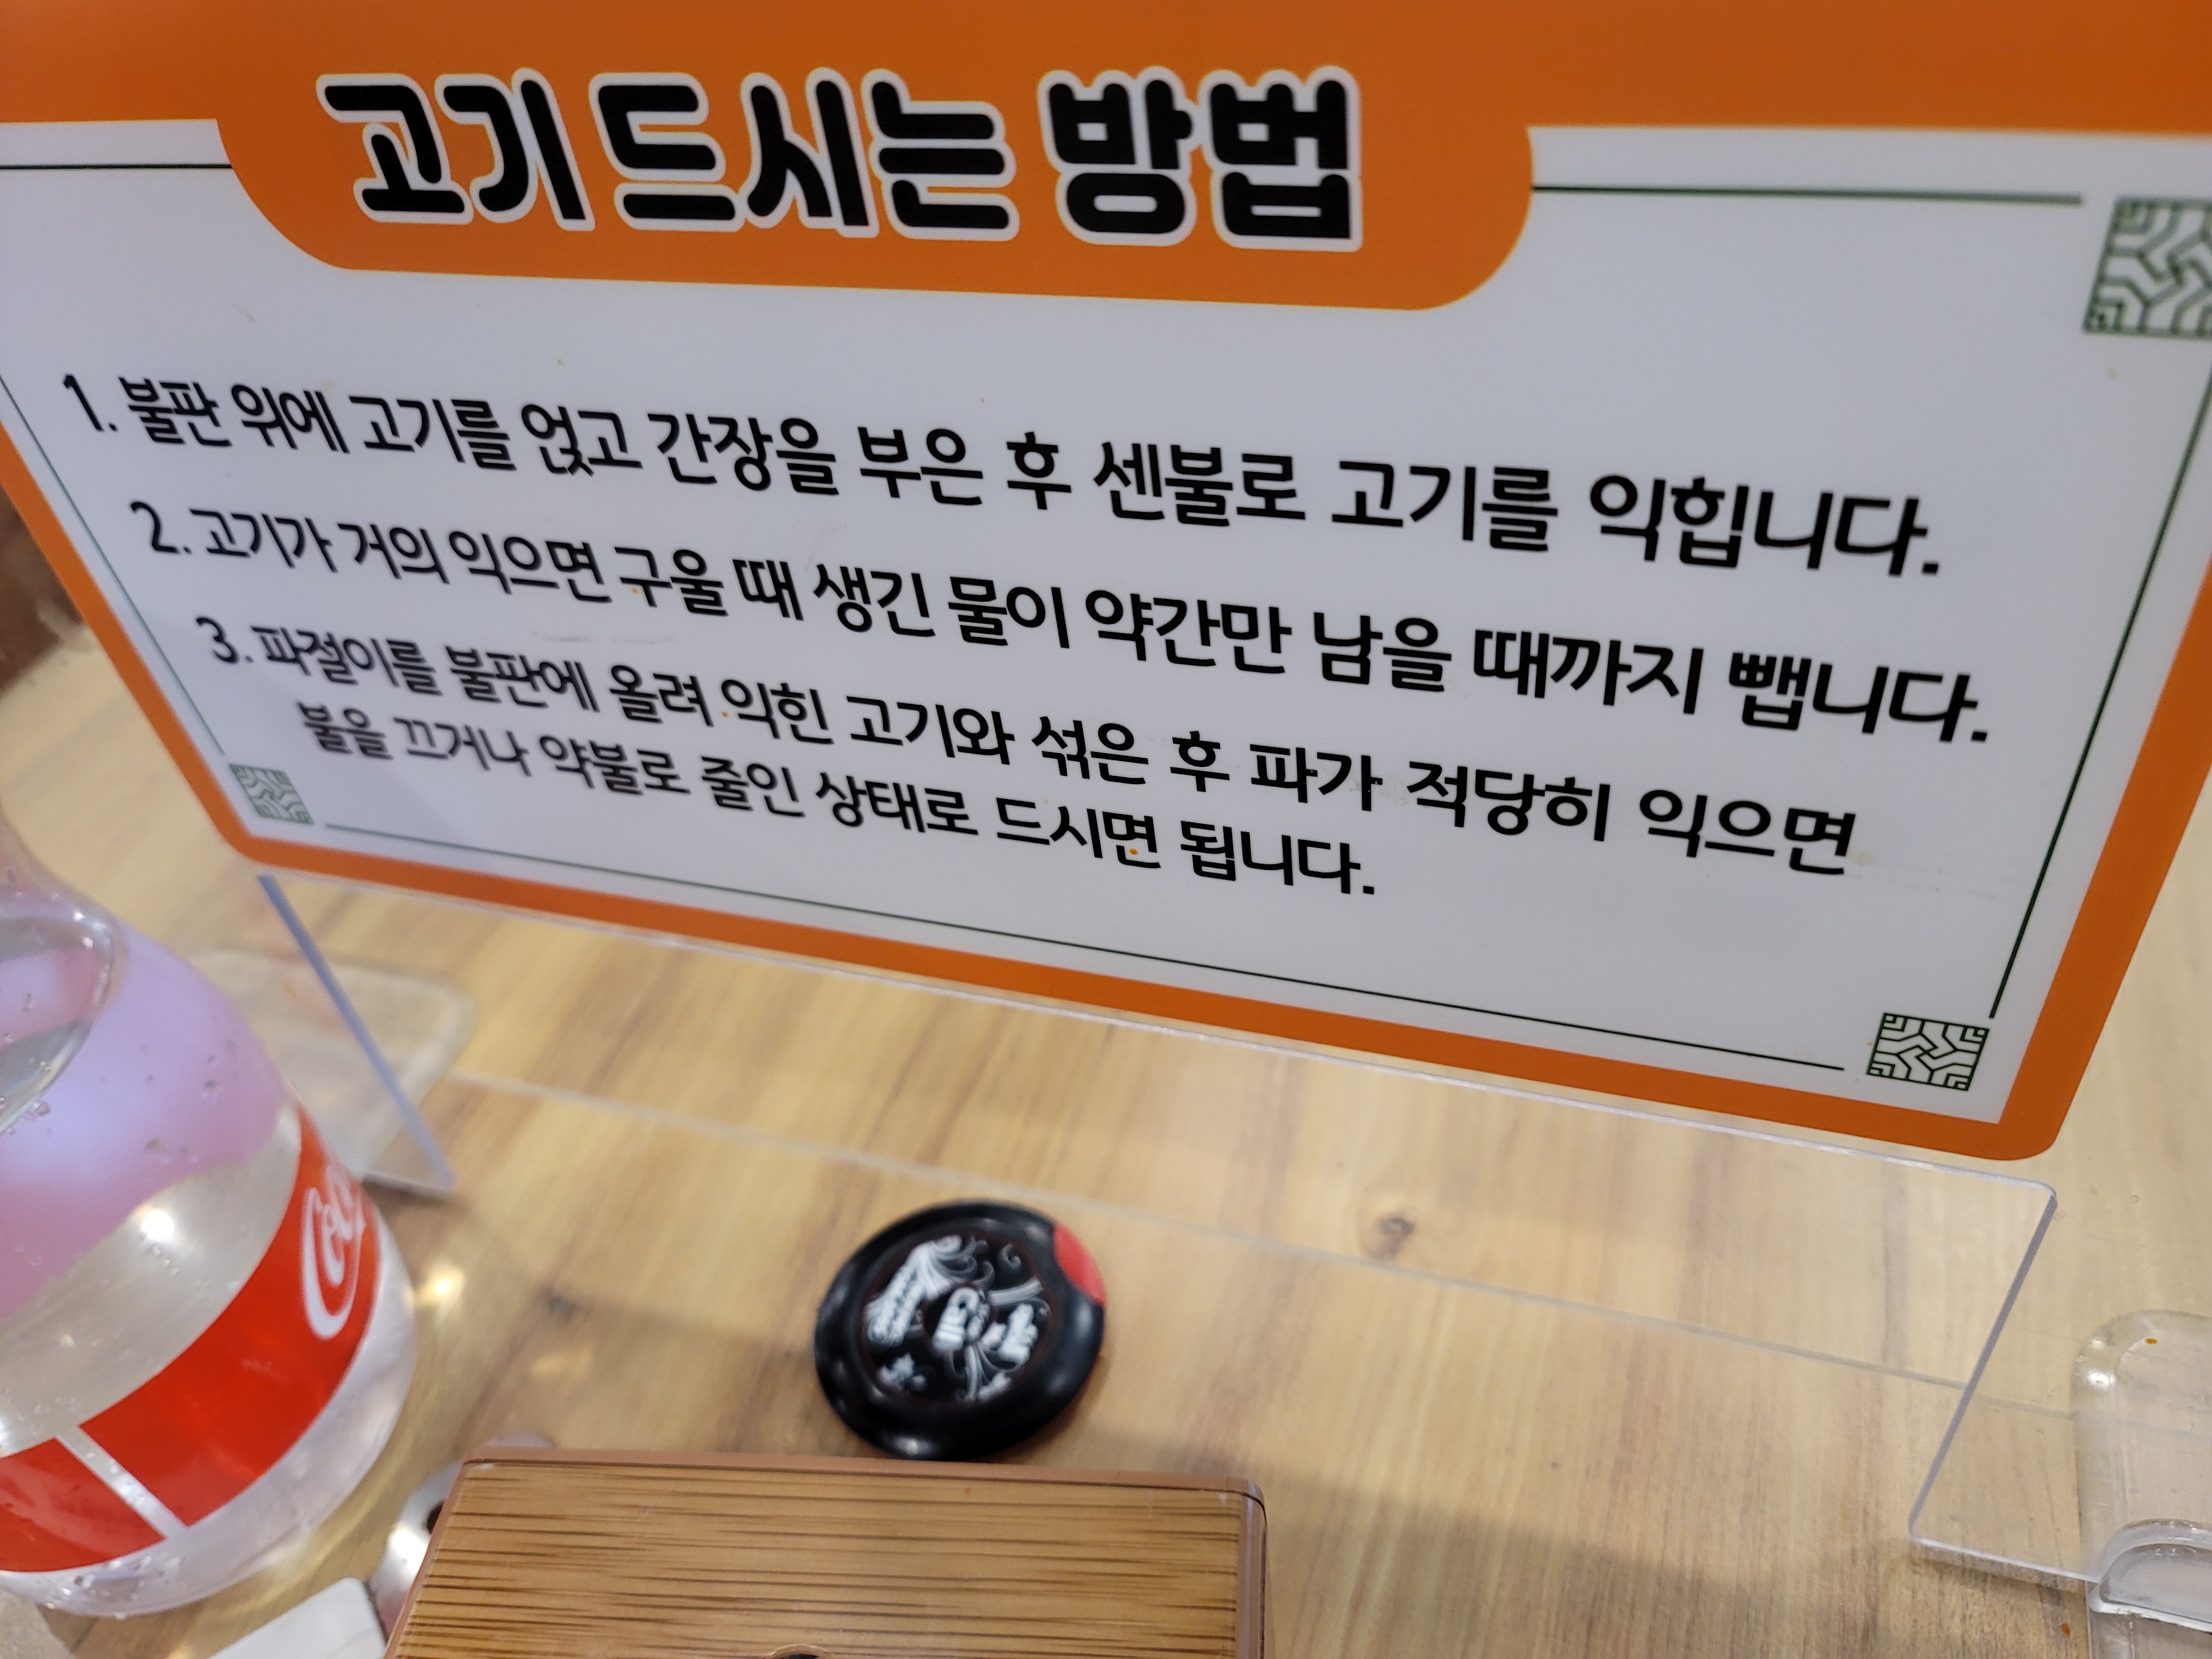 고기 드시는 방법
1. 불판 위에 고기를 얹고 간장을 부은 후 센불로 고기를 익힙니다.
2. 고기가 거의 익으면 구울 때 생긴 물이 약간만 남을 때까지 뺍니다.
3. 파절이를 불판에 올려 익힌 고기와 섞은 후 파가 적당히 익으면
불을 끄거나 약불로 줄인 상태로 드시면 됩니다.